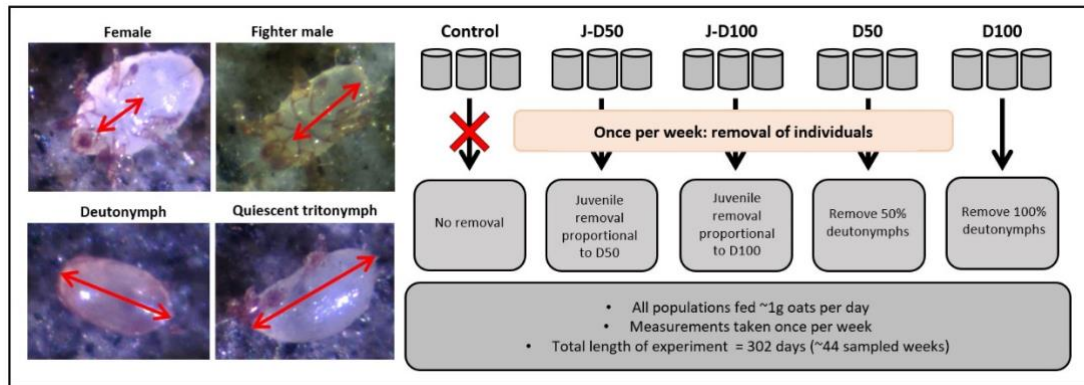 Female
Fighter male
Deutonymph
Quiescent tritonymph
Control
J-D50
J-D100
D50
D100
Once per week: removal of individuals
No removal
Juvenile
removal
proportional
to D50
Juvenile
removal
proportional
to D100
Remove 50%
deutonymphs
Remove 100%
deutonymphs
• All populations fed ~1g oats per day
• Measurements taken once per week
• Total length of experiment = 302 days (~44 sampled weeks)